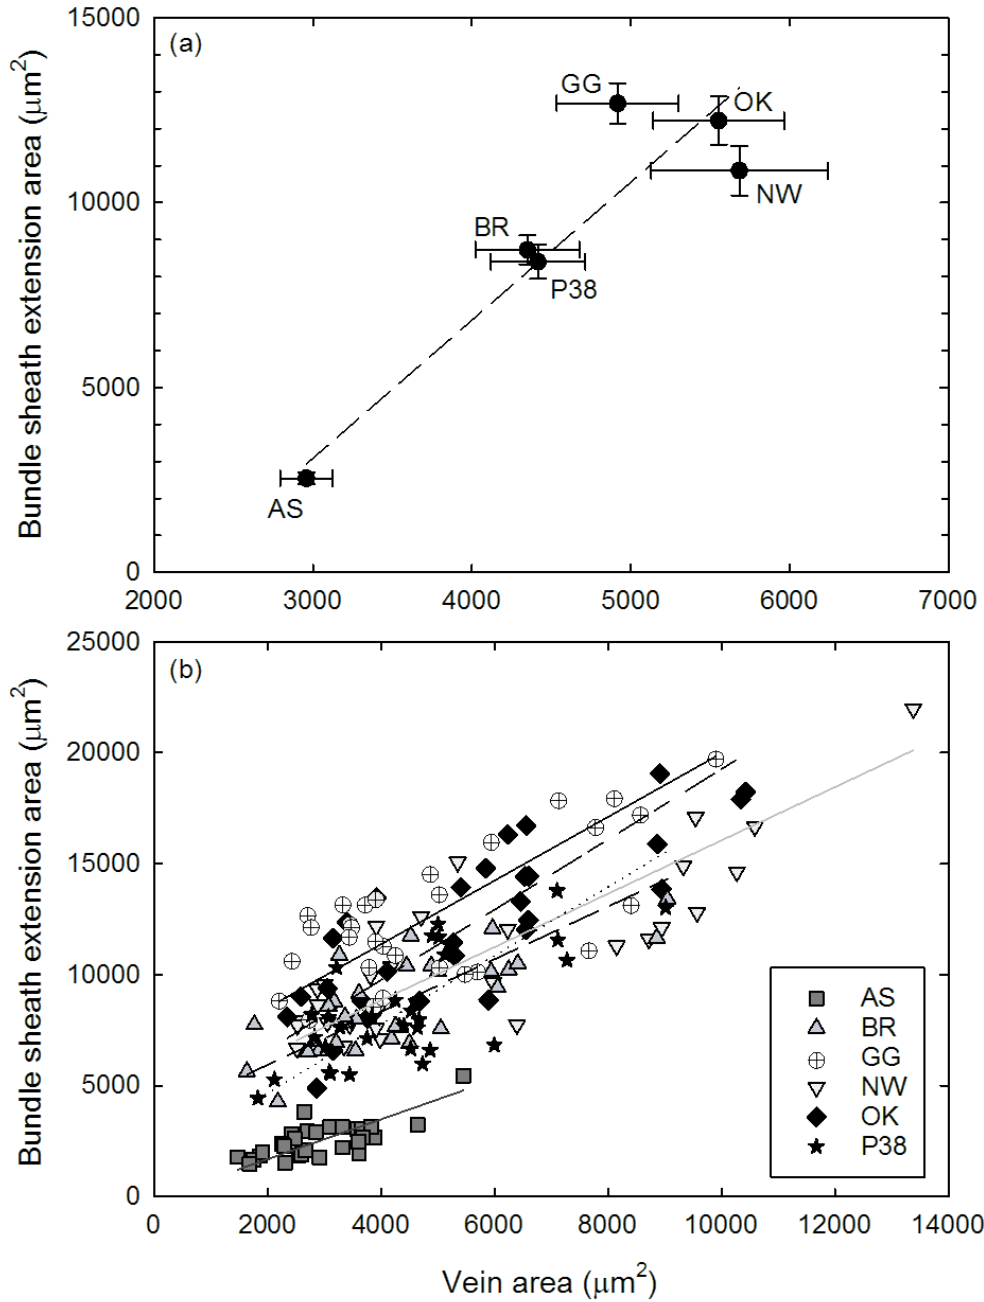 Bundle sheath extension area (μm²)
15000
10000
5000
0
(a)
GG
OK
NW
BR
P38
AS
2000 3000 4000 5000 6000 7000
Bundle sheath extension area (μm²)
25000
20000
15000
10000
5000
0
(b)
AS
BR
GG
NW
OK
P38
0 2000 4000 6000 8000 10000 12000 14000
Vein area (μm²)